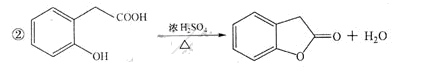 ②
COOH
OH
浓H₂SO₄
△
O
=O + H₂O